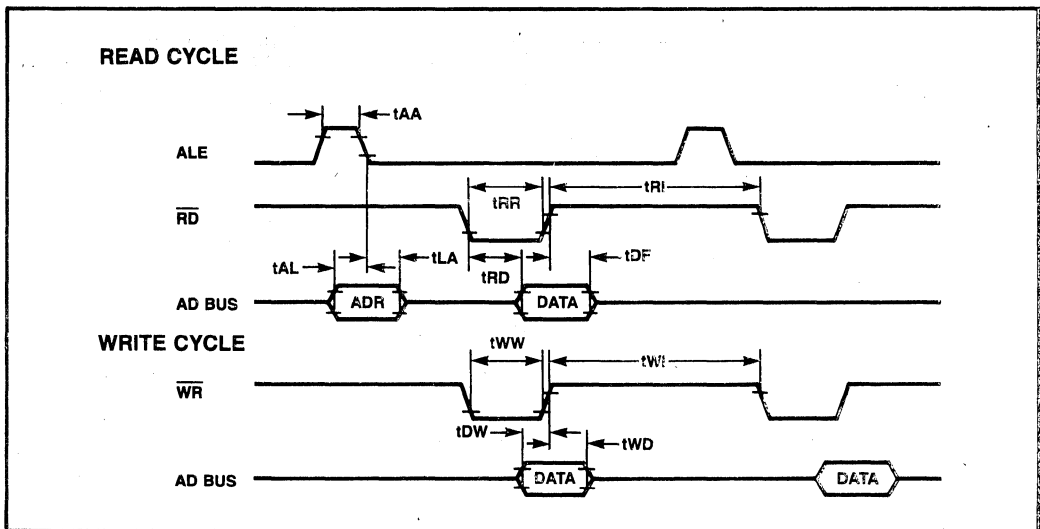 READ CYCLE
tAA
ALE
tRR
tRI
RD
tAL
tLA
tRD
tDF
AD BUS
ADR
DATA
WRITE CYCLE
tWW
tWI
WR
tDW
tWD
AD BUS
DATA
DATA